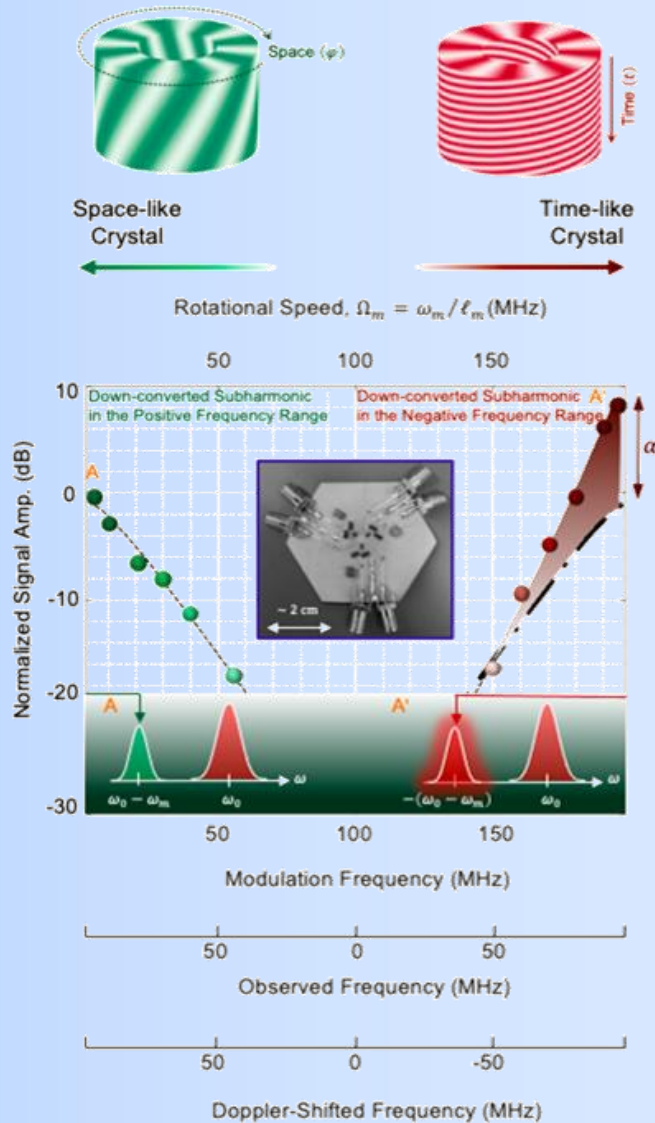 Space (φ)
Time (t)
Space-like
Crystal
Time-like
Crystal
Rotational Speed, Ωₘ = ωₘ/ℓₘ(MHz)
50 100 150
Down-converted Subharmonic
in the Positive Frequency Range
Down-converted Subharmonic
in the Negative Frequency Range
A'
A
α
Normalized Signal Amp. (dB)
10
0
-10
-20
-30
~ 2 cm
A
A'
ω₀ − ωₘ
ω₀
ω
−(ω₀ − ωₘ)
ω₀
ω
50 100 150
Modulation Frequency (MHz)
50 0 50
Observed Frequency (MHz)
50 0 -50
Doppler-Shifted Frequency (MHz)